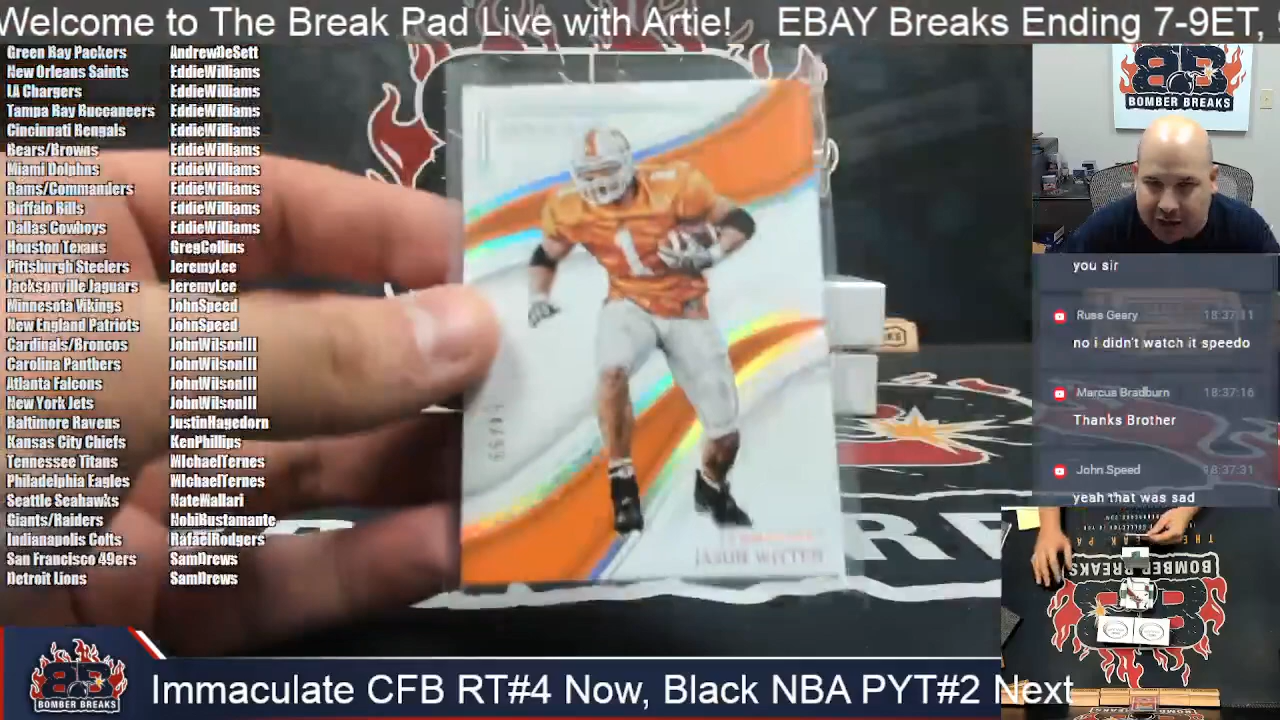 Welcome to The Break Pad Live with Artie! EBAY Breaks Ending 7-9ET,
Green Bay Packers AndrewDeSett
New Orleans Saints EddieWilliams
LA Chargers EddieWilliams
Tampa Bay Buccaneers EddieWilliams
Cincinnati Bengals EddieWilliams
Bears/Browns EddieWilliams
Miami Dolphns EddieWilliams
Rams/Commanders EddieWilliams
Buffalo Bills EddieWilliams
Dallas Cowboys EddieWilliams
Houston Texans GregCollins
Pittsburgh Steelers JeremyLee
Jacksonville Jaguars JeremyLee
Minnesota Vikings JohnSpeed
New England Patriots JohnSpeed
Cardinals/Broncos JohnWilsonIII
Carolina Panthers JohnWilsonIII
Atlanta Falcons JohnWilsonIII
New York Jets JohnWilsonIII
Baltimore Ravens JustinHagedorn
Kansas City Chiefs KenPhillips
Tennessee Titans MIchaelTernes
Philadelphia Eagles MIchaelTernes
Seattle Seahawks NateMallari
Giants/Raiders NobiBustamante
Indianapolis Colts RafaelRodgers
San Francisco 49ers SamDrews
Detroit Lions SamDrews
1
JASON WITTEN
BOMBER BREAKS
you sir
Russ Geary 18:37:11
no i didn't watch it speedo
Marcus Bradburn 18:37:16
Thanks Brother
John Speed 18:37:31
yeah that was sad
BOMBER BREAKS
BOMBER BREAKS
Immaculate CFB RT#4 Now, Black NBA PYT#2 Next